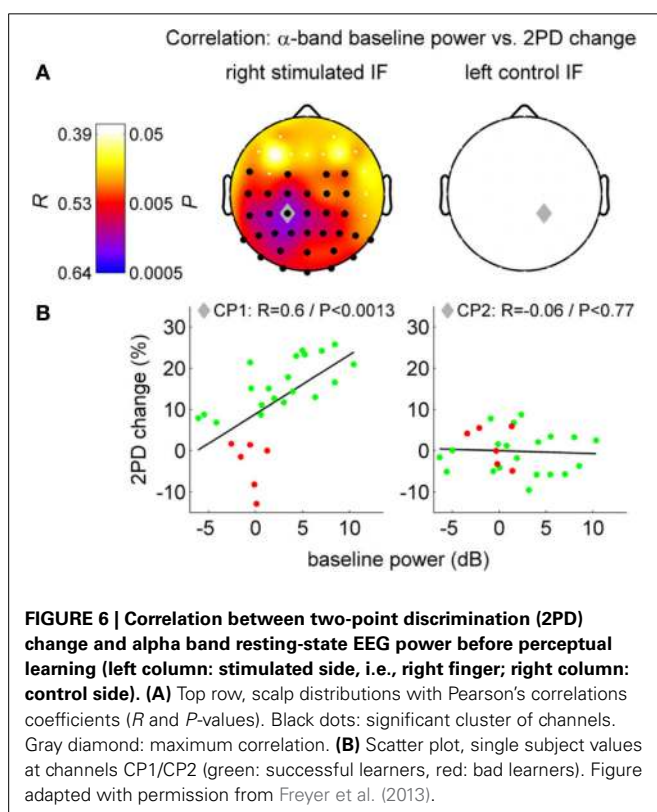 Correlation: α-band baseline power vs. 2PD change
A
right stimulated IF
left control IF
0.39
0.05
R
0.53
0.005
P
0.64
0.0005
B
CP1: R=0.6 / P<0.0013
CP2: R=-0.06 / P<0.77
2PD change (%)
30
20
10
0
-10
30
20
10
0
-10
-5
0
5
10
-5
0
5
10
baseline power (dB)
FIGURE 6 | Correlation between two-point discrimination (2PD)
change and alpha band resting-state EEG power before perceptual
learning (left column: stimulated side, i.e., right finger; right column:
control side). (A) Top row, scalp distributions with Pearson's correlations
coefficients (R and P-values). Black dots: significant cluster of channels.
Gray diamond: maximum correlation. (B) Scatter plot, single subject values
at channels CP1/CP2 (green: successful learners, red: bad learners). Figure
adapted with permission from Freyer et al. (2013).